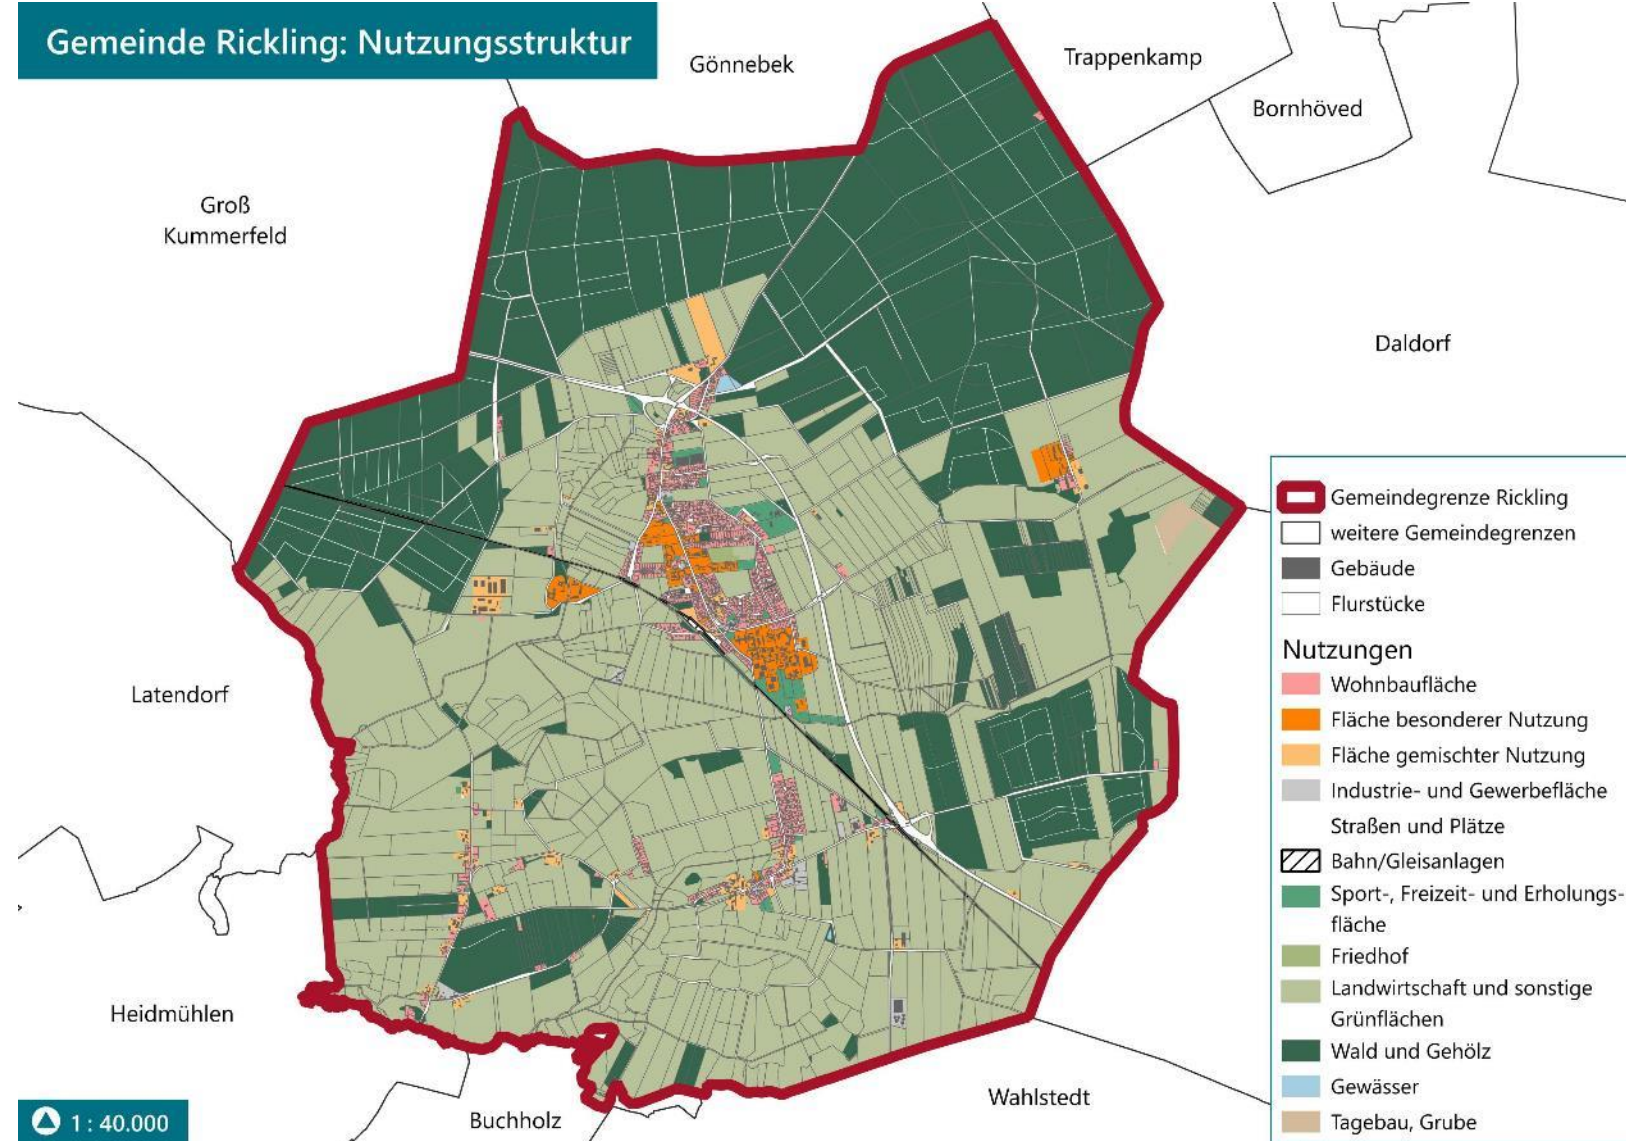 Gemeinde Rickling: Nutzungsstruktur
Gönnebek
Trappenkamp
Bornhöved
Groß
Kummerfeld
Daldorf
Latendorf
Heidmühlen
Buchholz
Wahlstedt
Gemeindegrenze Rickling
weitere Gemeindegrenzen
Gebäude
Flurstücke
Nutzungen
Wohnbaufläche
Fläche besonderer Nutzung
Fläche gemischter Nutzung
Industrie- und Gewerbefläche
Straßen und Plätze
Bahn/Gleisanlagen
Sport-, Freizeit- und Erholungs-
fläche
Friedhof
Landwirtschaft und sonstige
Grünflächen
Wald und Gehölz
Gewässer
Tagebau, Grube
1 : 40.000